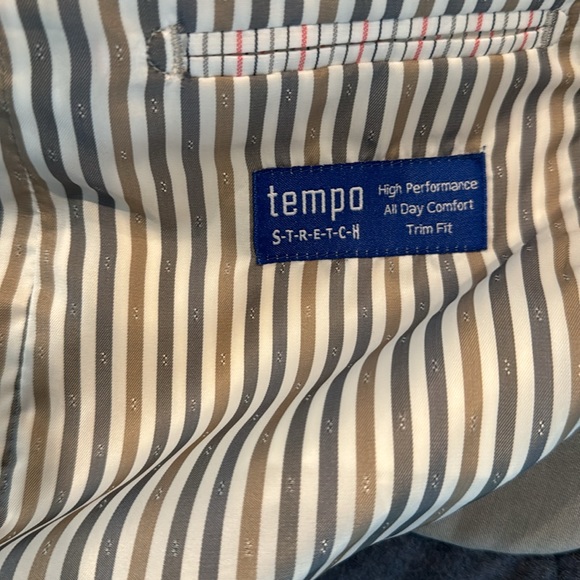 tempo
S-T-R-E-T-C-H
High Performance
All Day Comfort
Trim Fit